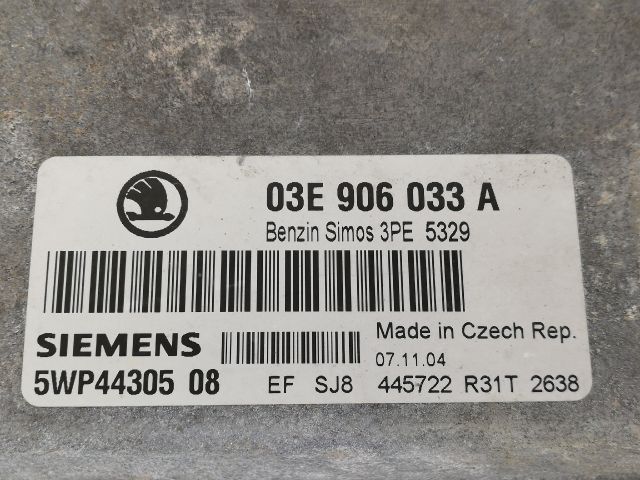 03E 906 033 A
Benzin Simos 3PE 5329
SIEMENS
Made in Czech Rep.
07.11.04
5WP44305 08 EF SJ8 445722 R31T 2638